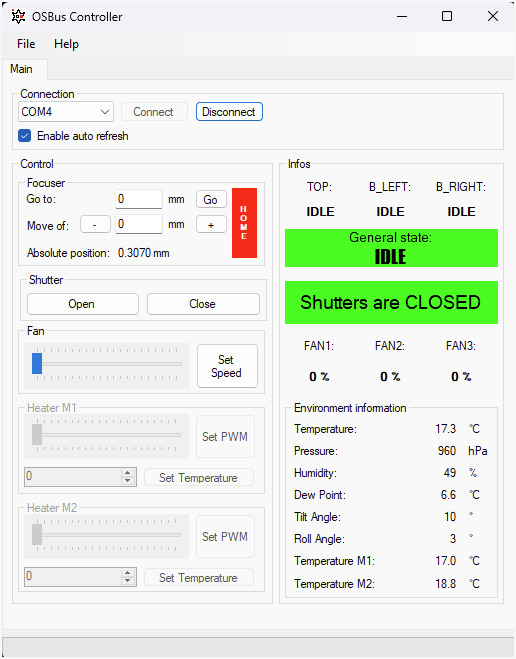 OSBus Controller
File Help
Main
Connection
COM4 Connect Disconnect
Enable auto refresh
Control
Focuser
Go to: 0 mm Go
Move of: - 0 mm +
Absolute position: 0.3070 mm
HOME
Shutter
Open Close
Fan
Set Speed
Heater M1
Set PWM
0 Set Temperature
Heater M2
Set PWM
0 Set Temperature
Infos
TOP: B_LEFT: B_RIGHT:
IDLE IDLE IDLE
General state:
IDLE
Shutters are CLOSED
FAN1: FAN2: FAN3:
0 % 0 % 0 %
Environment information
Temperature: 17.3 °C
Pressure: 960 hPa
Humidity: 49 %
Dew Point: 6.6 °C
Tilt Angle: 10 °
Roll Angle: 3 °
Temperature M1: 17.0 °C
Temperature M2: 18.8 °C